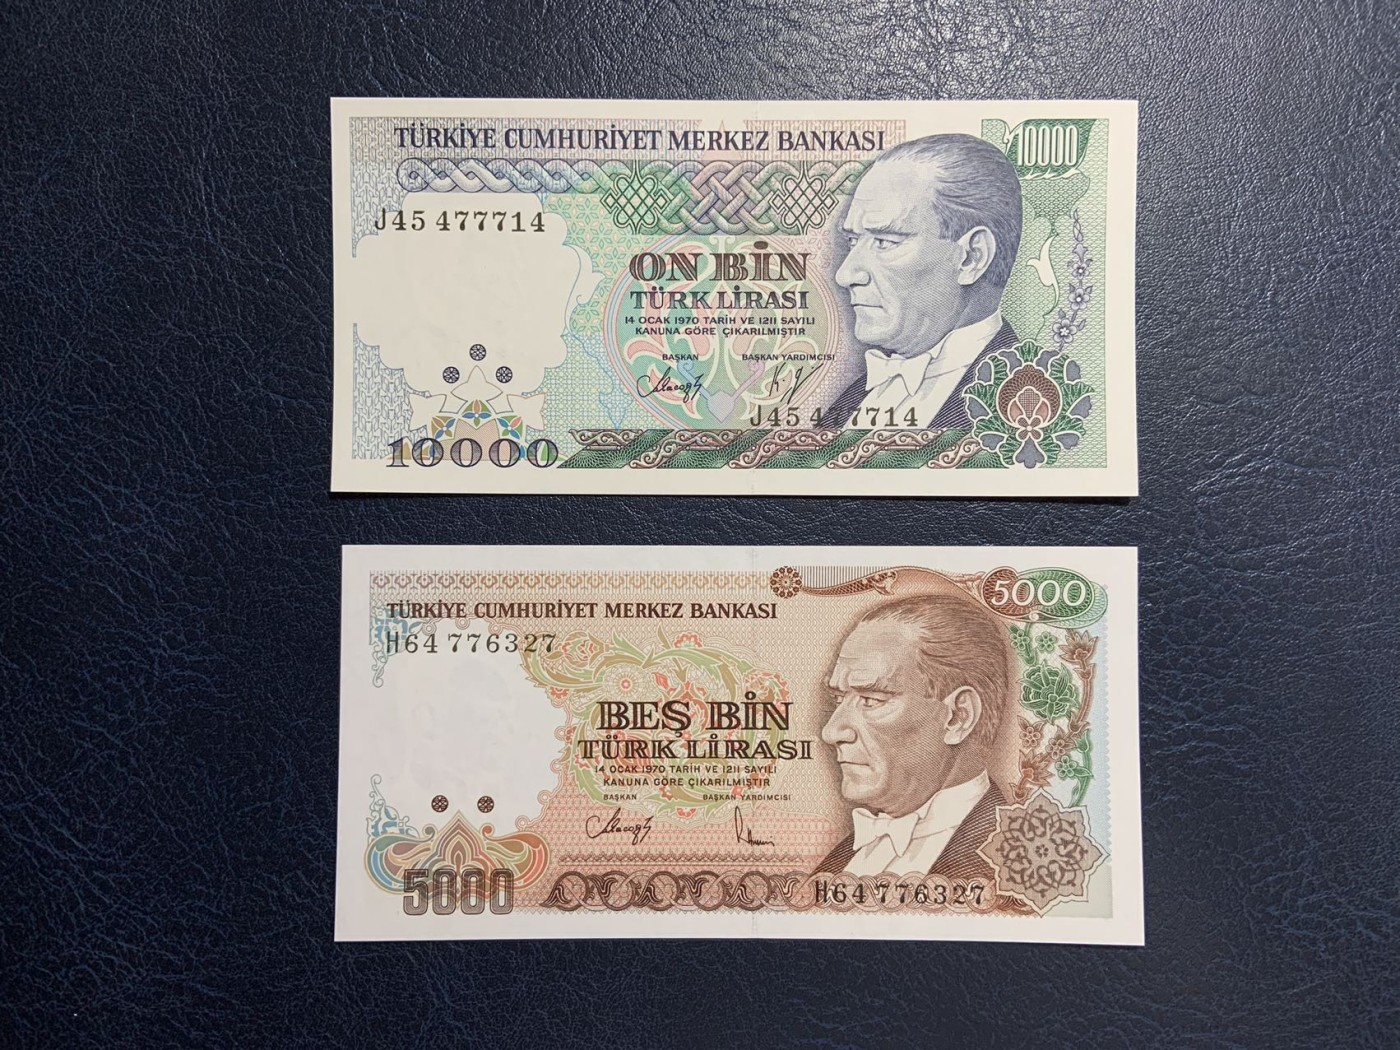 TÜRKİYE CUMHURİYET MERKEZ BANKASI
10000
J45 477714
ON BİN
TÜRK LİRASI
14 OCAK 1970 TARİH VE 1211 SAYILI
KANUNA GÖRE ÇIKARILMIŞTIR
BAŞKAN BAŞKAN YARDIMCISI
J45 477714
10000
TÜRKİYE CUMHURİYET MERKEZ BANKASI
5000
H64 776327
BEŞ BİN
TÜRK LİRASI
14 OCAK 1970 TARİH VE 1211 SAYILI
KANUNA GÖRE ÇIKARILMIŞTIR
BAŞKAN BAŞKAN YARDIMCISI
5000
H64 776327